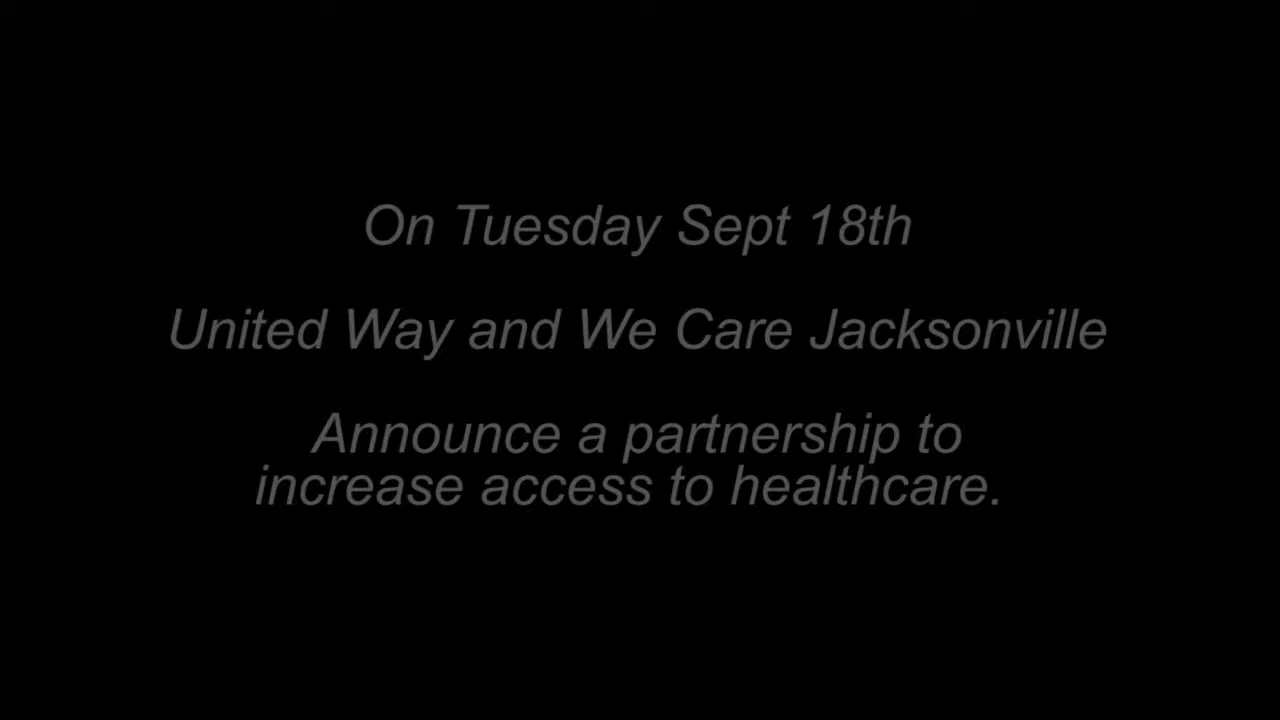 On Tuesday Sept 18th
United Way and We Care Jacksonville
Announce a partnership to
increase access to healthcare.